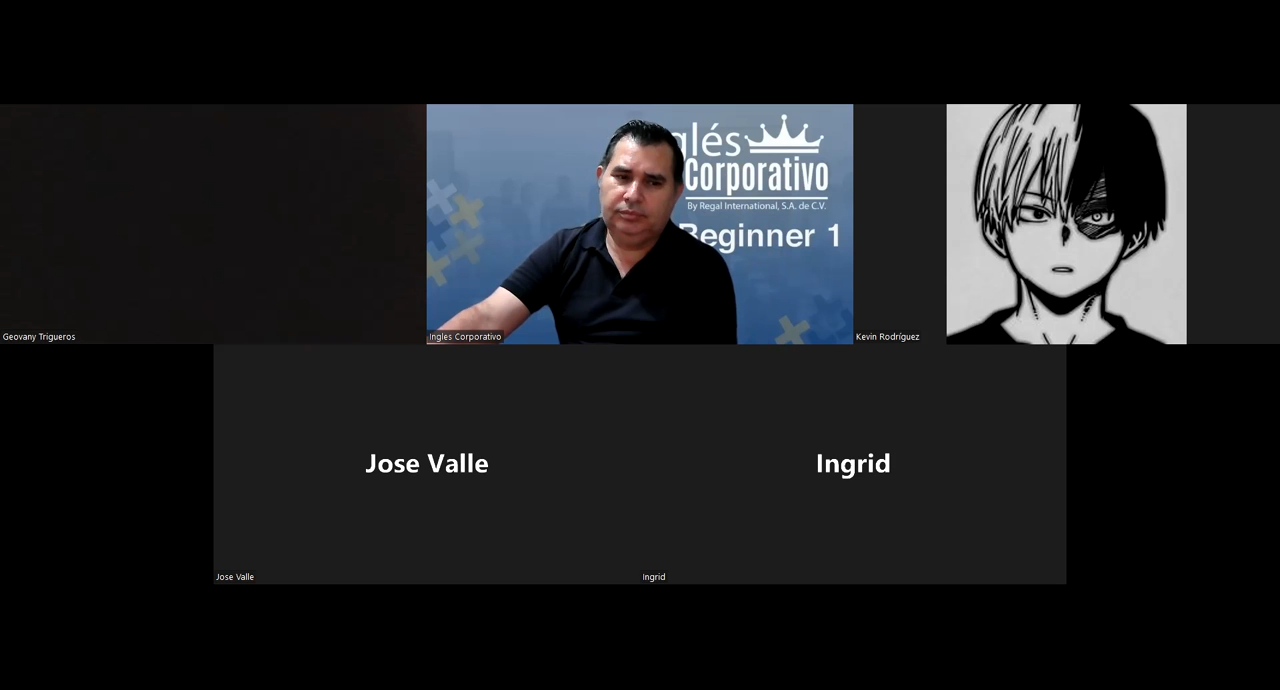 glés
Corporativo
By Regal International, S.A. de C.V.
Beginner 1
Geovany Trigueros
Ingles Corporativo
Kevin Rodríguez
Jose Valle
Ingrid
Jose Valle
Ingrid